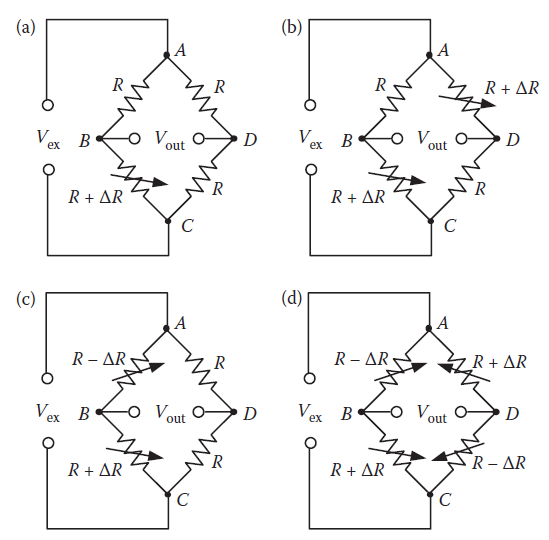 (a)
A
R
R
V_ex
B
V_out
D
R + ΔR
R
C
(b)
A
R
R + ΔR
V_ex
B
V_out
D
R + ΔR
R
C
(c)
A
R − ΔR
R
V_ex
B
V_out
D
R + ΔR
R
C
(d)
A
R − ΔR
R + ΔR
V_ex
B
V_out
D
R + ΔR
R − ΔR
C